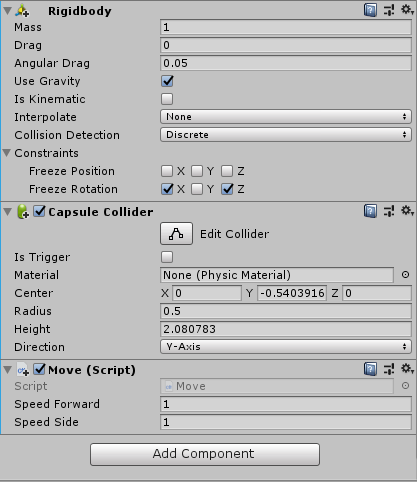 Rigidbody
Mass 1
Drag 0
Angular Drag 0.05
Use Gravity
Is Kinematic
Interpolate None
Collision Detection Discrete
Constraints
Freeze Position X Y Z
Freeze Rotation X Y Z
Capsule Collider
Edit Collider
Is Trigger
Material None (Physic Material)
Center X 0 Y -0.5403916 Z 0
Radius 0.5
Height 2.080783
Direction Y-Axis
Move (Script)
Script Move
Speed Forward 1
Speed Side 1
Add Component